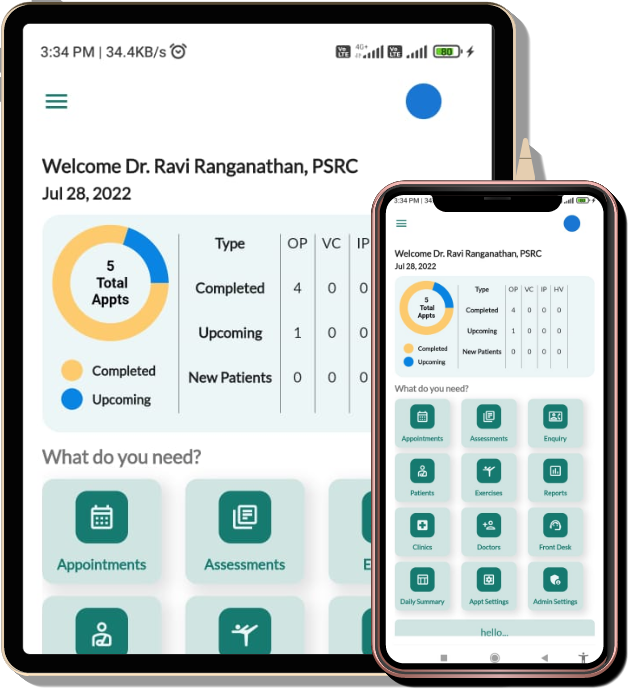 3:34 PM | 34.4KB/s
Vo LTE 4G+ Vo LTE 80
Welcome Dr. Ravi Ranganathan, PSRC
Jul 28, 2022
5
Total
Appts
Completed
Upcoming
Type OP VC IP
Completed 4 0 0
Upcoming 1 0 0
New Patients 0 0 0
What do you need?
Appointments
Assessments
E
3:34 PM | 34
Welcome Dr. Ravi Ranganathan, PSRC
Jul 28, 2022
5
Total
Appts
Completed
Upcoming
Type OP VC IP HV
Completed 4 0 0 0
Upcoming 1 0 0 0
New Patients 0 0 0 0
What do you need?
Appointments Assessments Enquiry
Patients Exercises Reports
Clinics Doctors Front Desk
Daily Summary Appt Settings Admin Settings
hello...